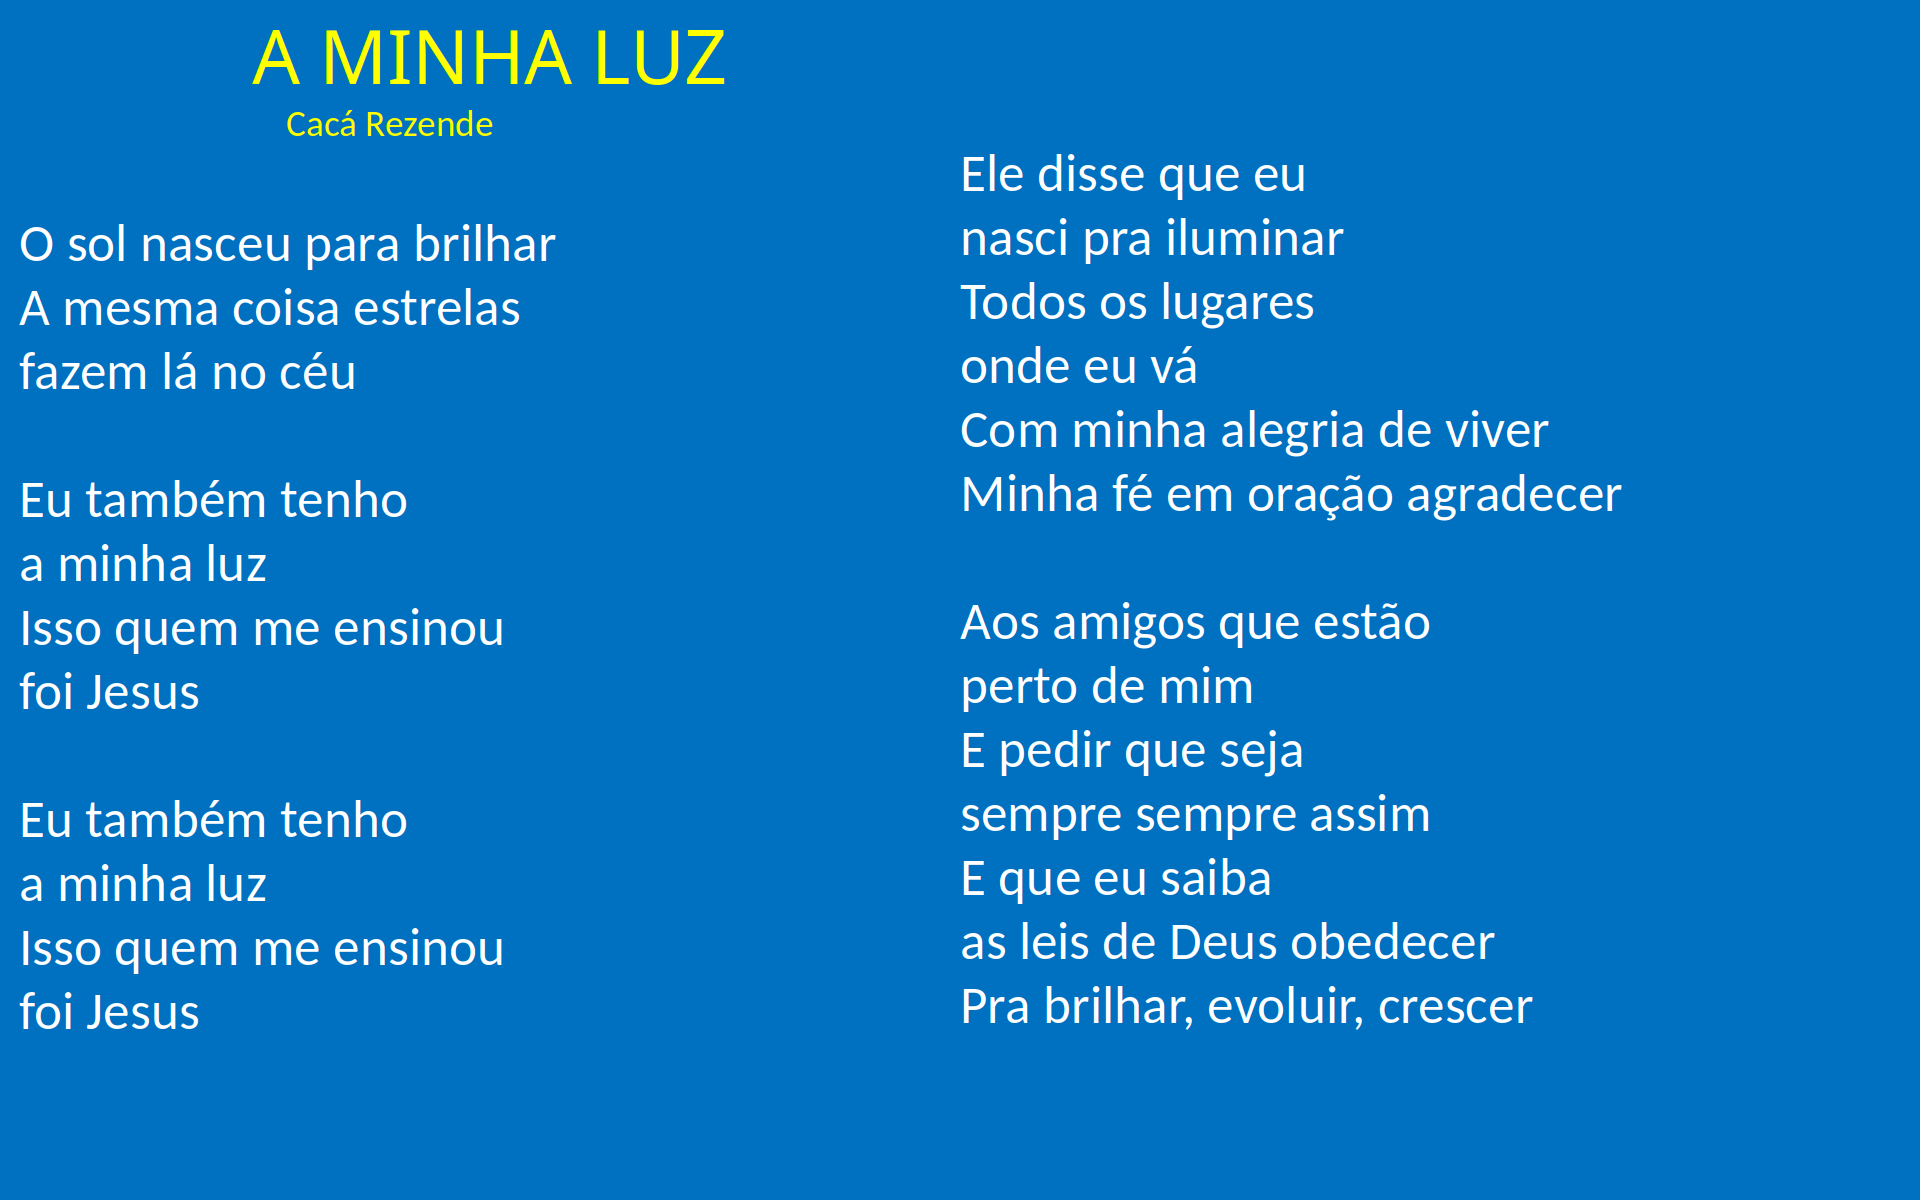 A MINHA LUZ
Cacá Rezende
O sol nasceu para brilhar
A mesma coisa estrelas
fazem lá no céu
Eu também tenho
a minha luz
Isso quem me ensinou
foi Jesus
Eu também tenho
a minha luz
Isso quem me ensinou
foi Jesus
Ele disse que eu
nasci pra iluminar
Todos os lugares
onde eu vá
Com minha alegria de viver
Minha fé em oração agradecer
Aos amigos que estão
perto de mim
E pedir que seja
sempre sempre assim
E que eu saiba
as leis de Deus obedecer
Pra brilhar, evoluir, crescer